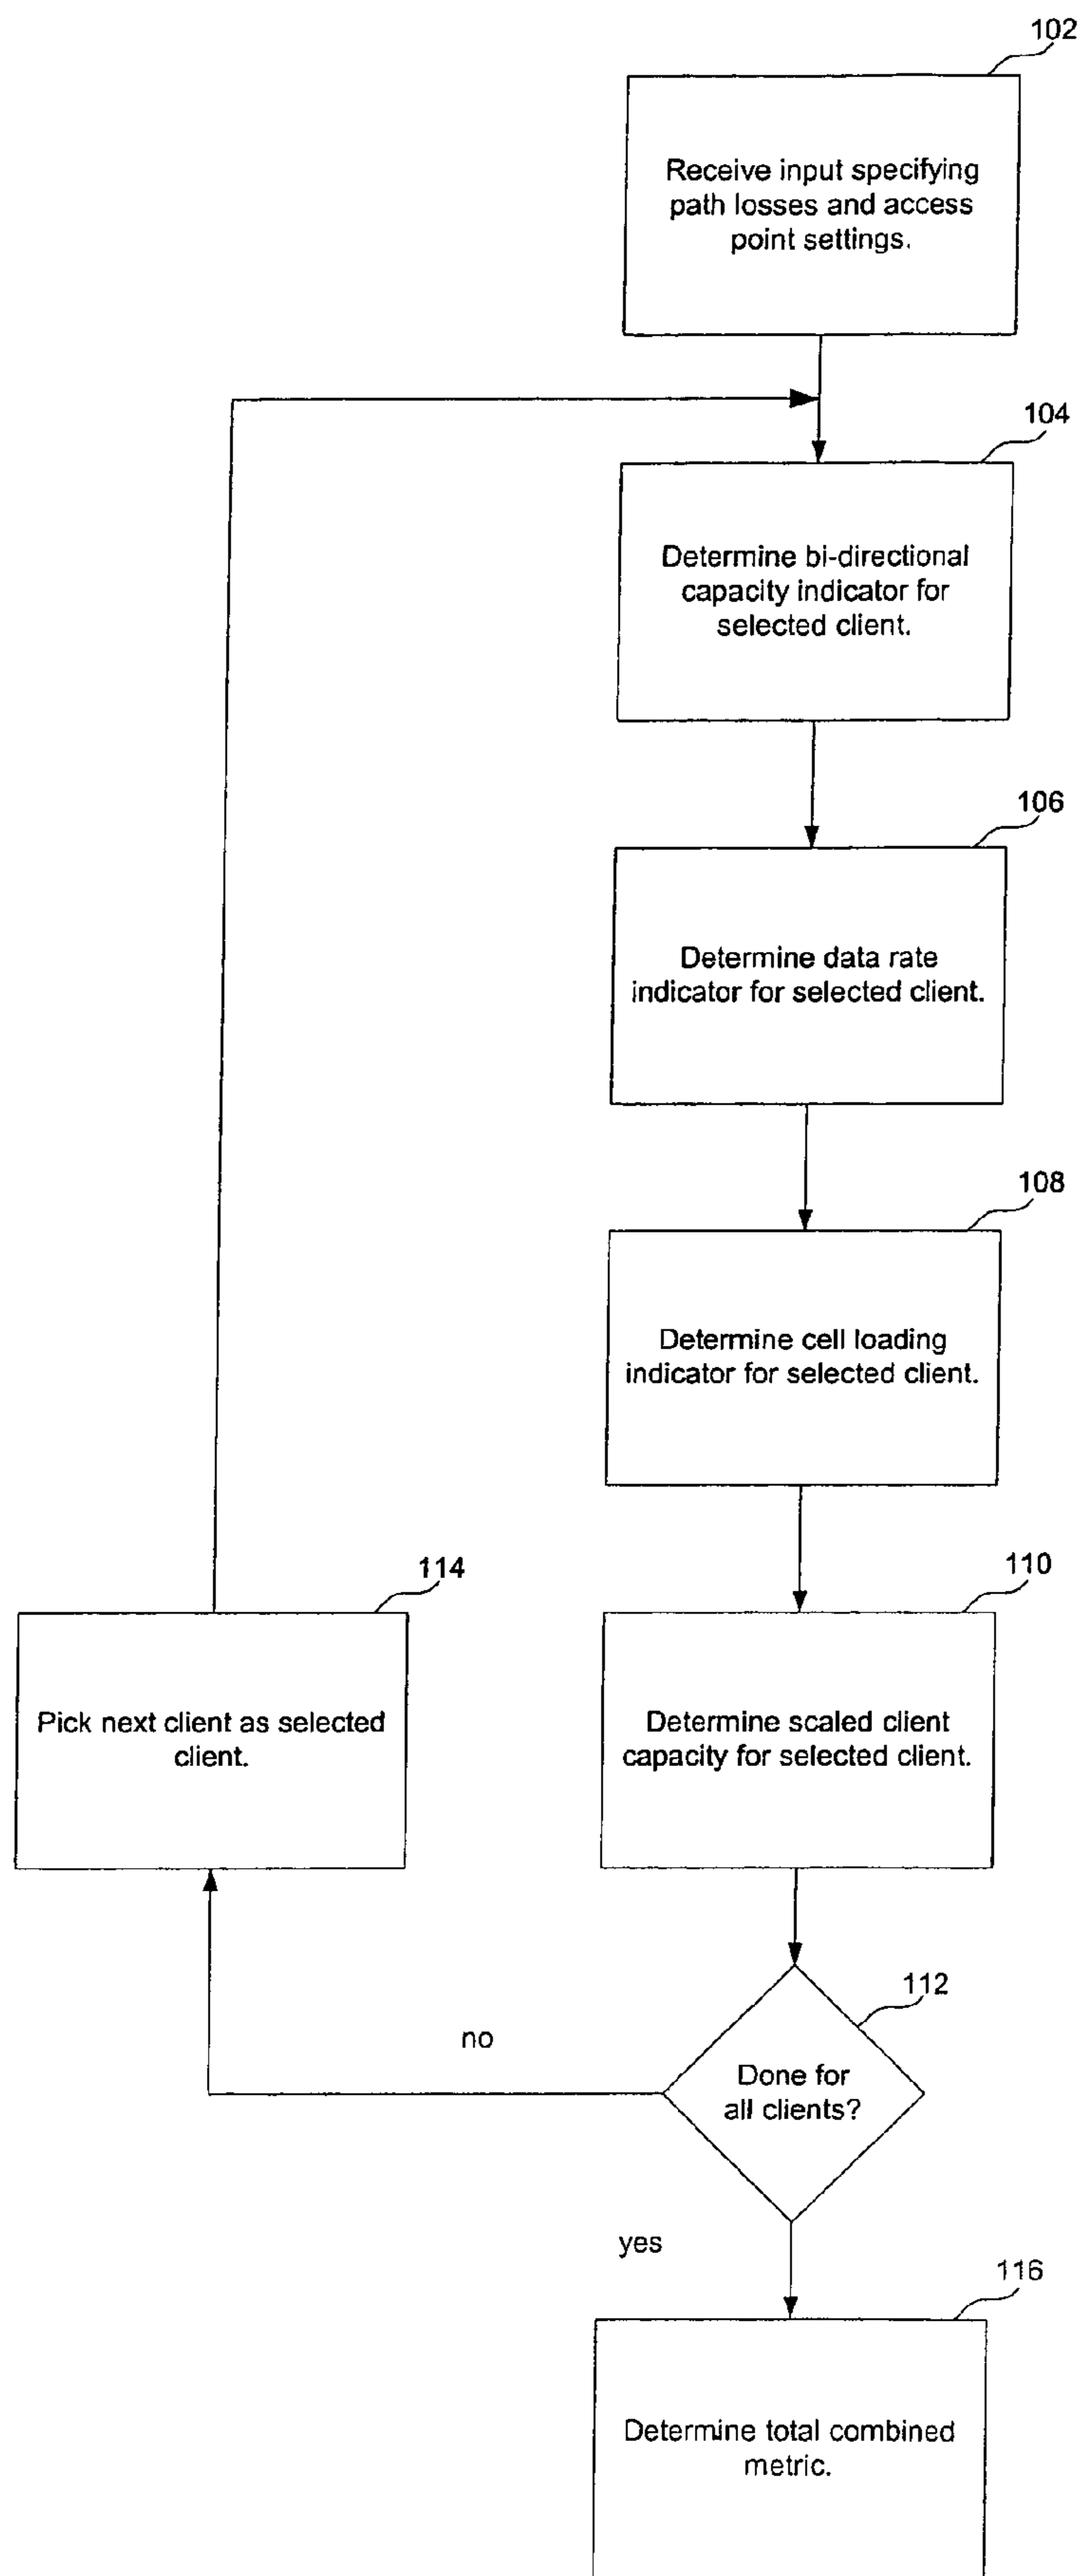 102
Receive input specifying
path losses and access
point settings.
104
Determine bi-directional
capacity indicator for
selected client.
106
Determine data rate
indicator for selected client.
108
Determine cell loading
indicator for selected client.
110
Determine scaled client
capacity for selected client.
114
Pick next client as selected
client.
112
Done for
all clients?
no
yes
116
Determine total combined
metric.